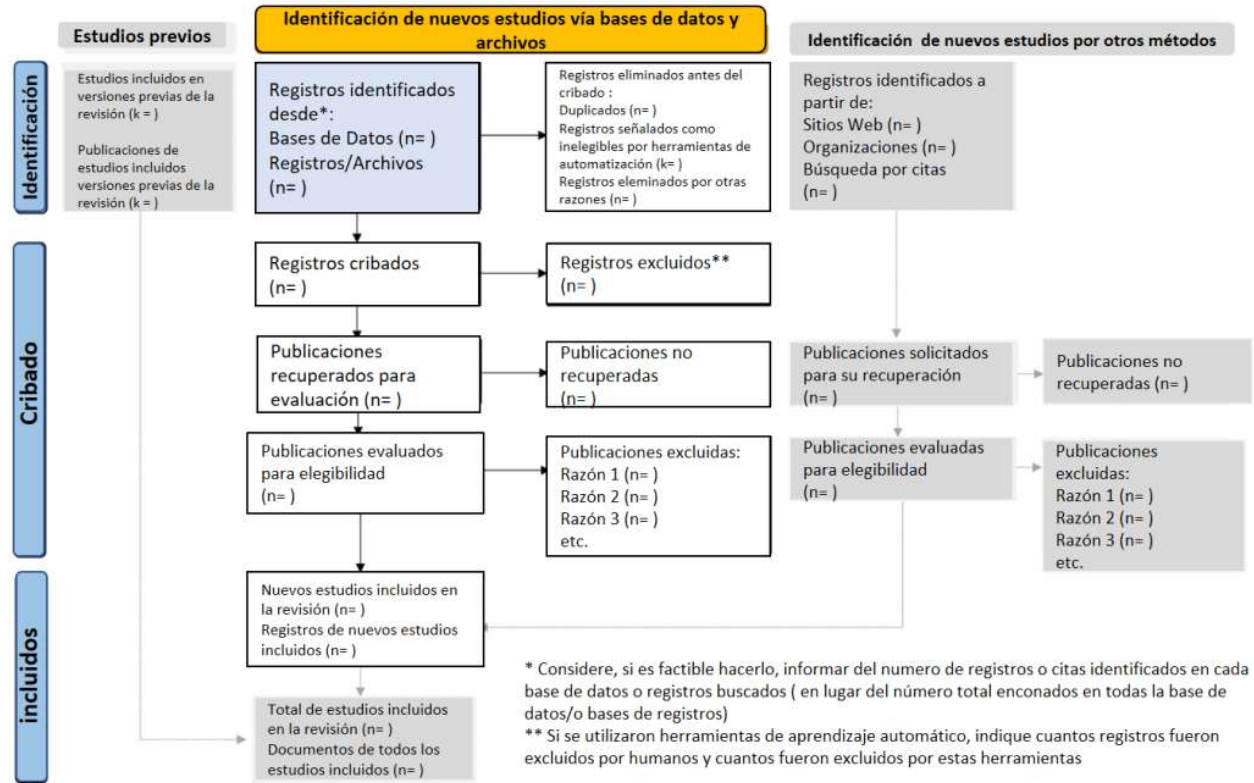 Estudios previos
Identificación de nuevos estudios vía bases de datos y
archivos
Identificación de nuevos estudios por otros métodos
Identificación
Estudios incluidos en
versiones previas de la
revisión (k = )
Publicaciones de
estudios incluidos
versiones previas de la
revisión (k = )
Registros identificados
desde*:
Bases de Datos (n= )
Registros/Archivos
(n= )
Registros eliminados antes del
cribado :
Duplicados (n= )
Registros señalados como
inelegibles por herramientas de
automatización (k= )
Registros eleminados por otras
razones (n= )
Registros identificados a
partir de:
Sitios Web (n= )
Organizaciones (n= )
Búsqueda por citas
(n= )
Cribado
Registros cribados
(n= )
Registros excluidos**
(n= )
Publicaciones
recuperados para
evaluación (n= )
Publicaciones no
recuperadas
(n= )
Publicaciones solicitados
para su recuperación
(n= )
Publicaciones no
recuperadas (n= )
Publicaciones evaluados
para elegibilidad
(n= )
Publicaciones excluidas:
Razón 1 (n= )
Razón 2 (n= )
Razón 3 (n= )
etc.
Publicaciones evaluadas
para elegibilidad
(n= )
Publicaciones
excluidas:
Razón 1 (n= )
Razón 2 (n= )
Razón 3 (n= )
etc.
incluidos
Nuevos estudios incluidos en
la revisión (n= )
Registros de nuevos estudios
incluidos (n= )
Total de estudios incluidos
en la revisión (n= )
Documentos de todos los
estudios incluidos (n= )
* Considere, si es factible hacerlo, informar del numero de registros o citas identificados en cada
base de datos o registros buscados ( en lugar del número total enconados en todas la base de
datos/o bases de registros)
** Si se utilizaron herramientas de aprendizaje automático, indique cuantos registros fueron
excluidos por humanos y cuantos fueron excluidos por estas herramientas